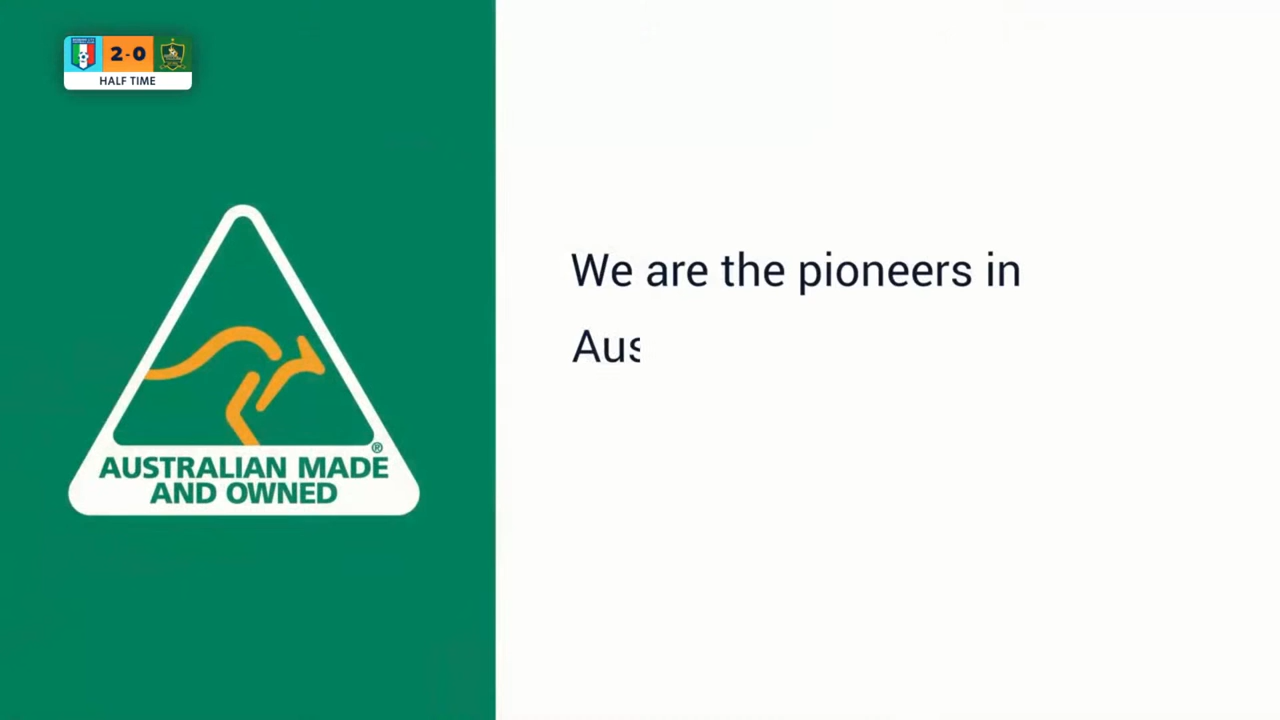 2-0
HALF TIME
We are the pioneers in
Aus
AUSTRALIAN MADE
AND OWNED